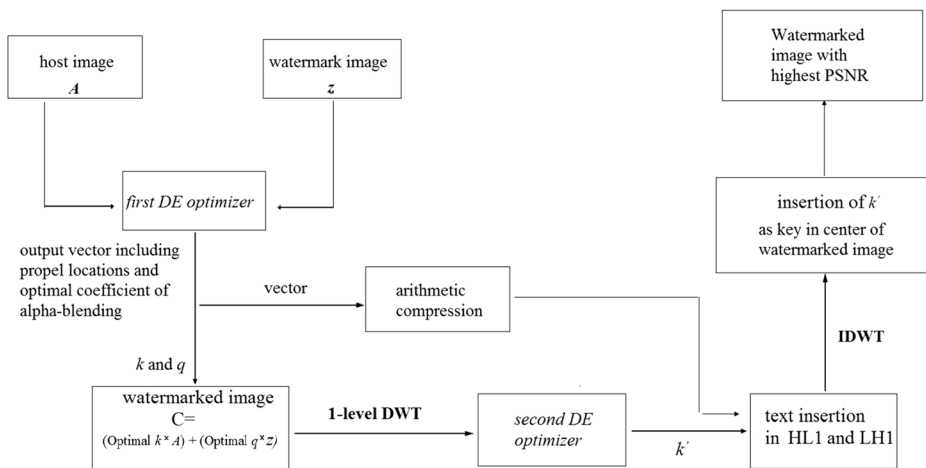 host image
A
watermark image
z
Watermarked
image with
highest PSNR
first DE optimizer
insertion of k'
as key in center of
watermarked image
output vector including
propel locations and
optimal coefficient of
alpha-blending
vector
arithmetic
compression
IDWT
k and q
watermarked image
C=
(Optimal k × A) + (Optimal q × z)
1-level DWT
second DE
optimizer
k'
text insertion
in HL1 and LH1